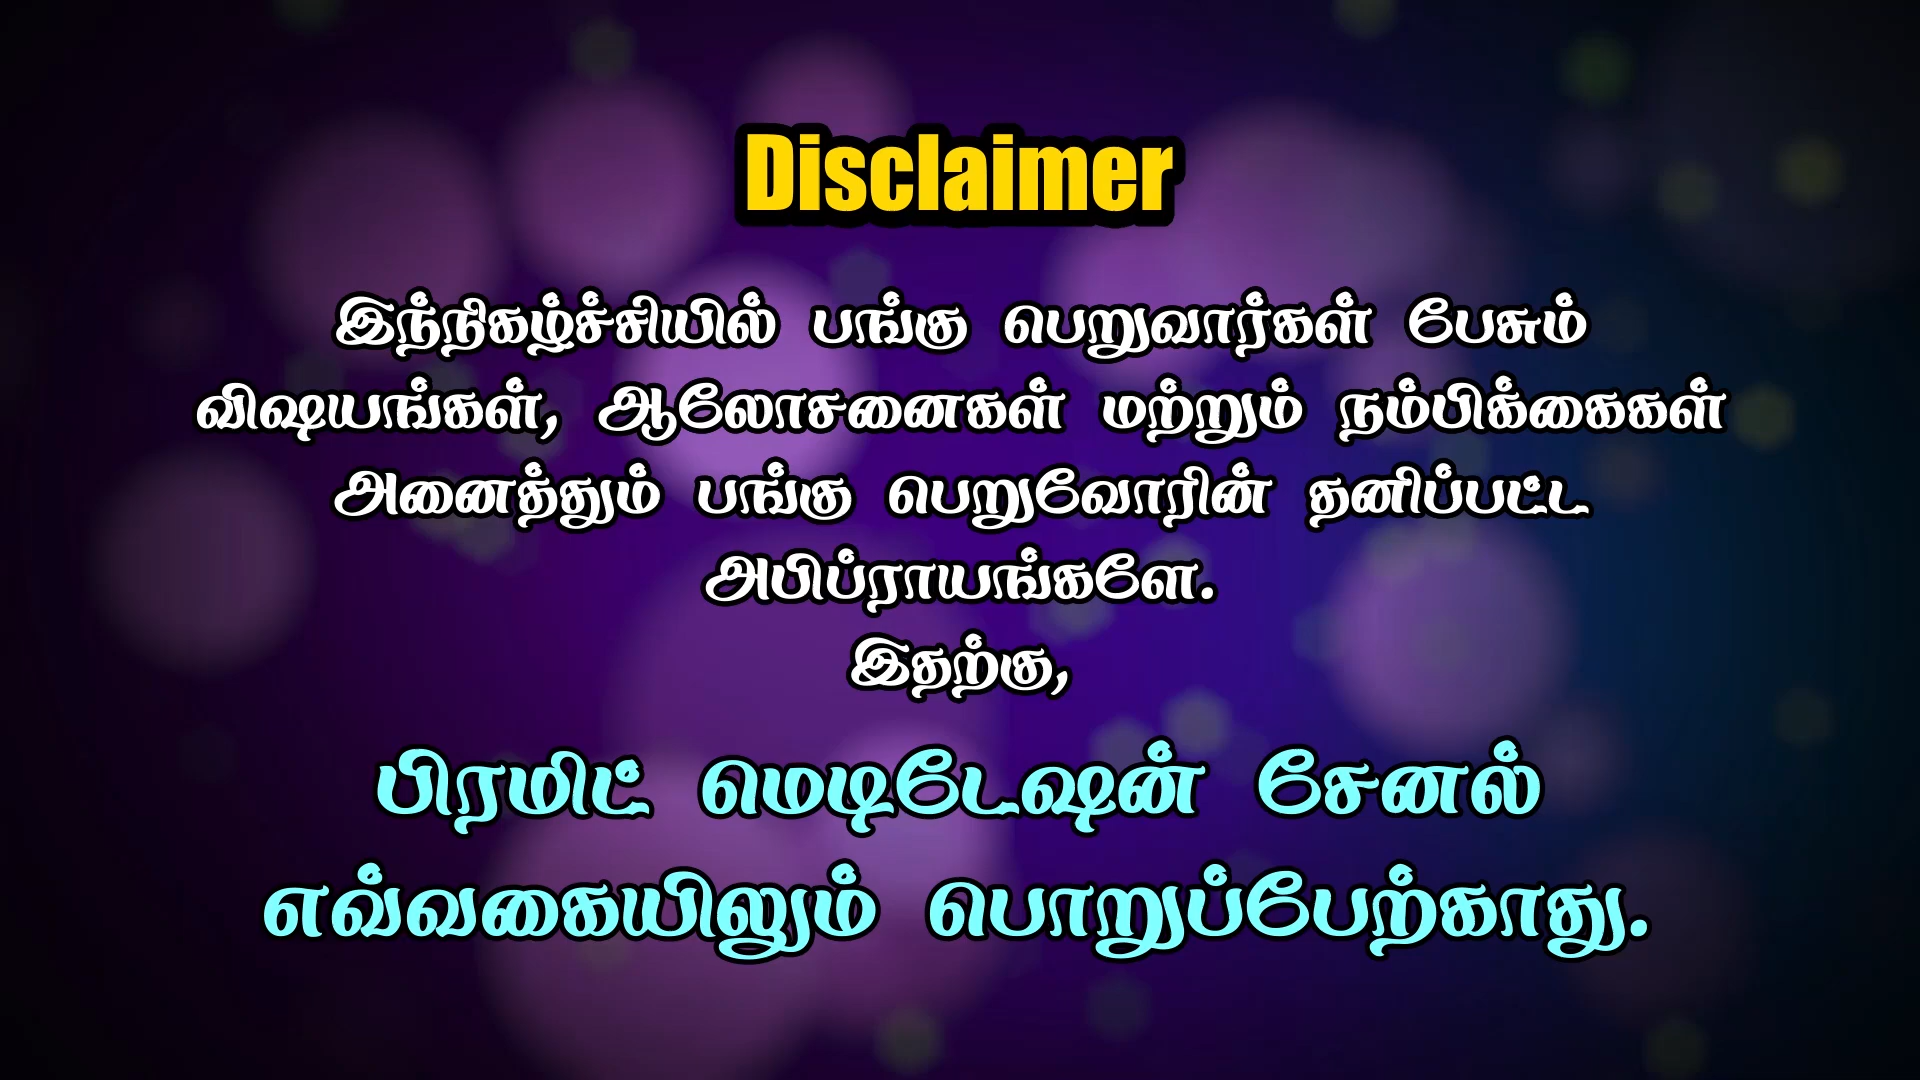 Disclaimer
இந்நிகழ்ச்சியில் பங்கு பெறுவார்கள் பேசும்
விஷயங்கள், ஆலோசனைகள் மற்றும் நம்பிக்கைகள்
அனைத்தும் பங்கு பெறுவோரின் தனிப்பட்ட
அபிப்ராயங்களே.
இதற்கு,
பிரமிட் மெடிடேஷன் சேனல்
எவ்வகையிலும் பொறுப்பேற்காது.